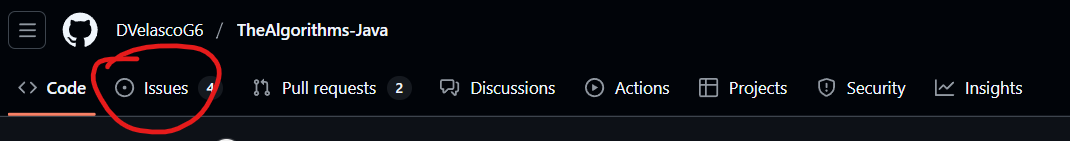 DVelascoG6 / TheAlgorithms-Java
Code Issues 4 Pull requests 2 Discussions Actions Projects Security Insights